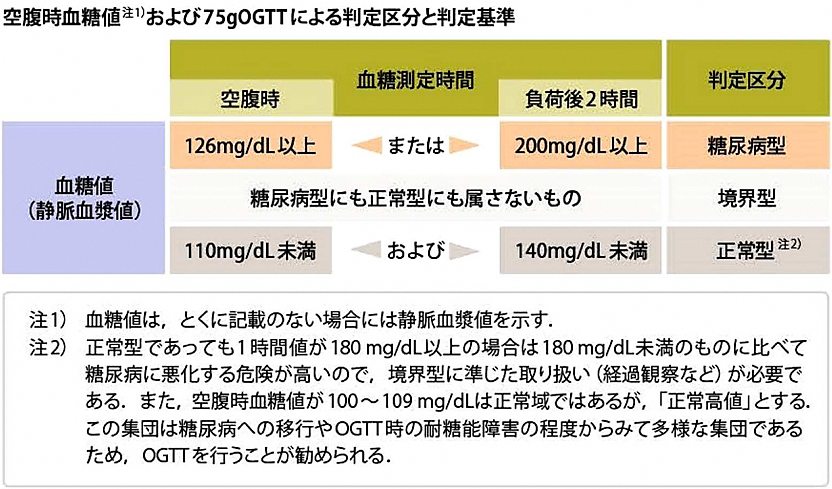 空腹時血糖値注1)および75gOGTTによる判定区分と判定基準
血糖測定時間
判定区分
空腹時
負荷後2時間
血糖値
(静脈血漿値)
126mg/dL以上
または
200mg/dL以上
糖尿病型
糖尿病型にも正常型にも属さないもの
境界型
110mg/dL未満
および
140mg/dL未満
正常型注2)
注1) 血糖値は,とくに記載のない場合には静脈血漿値を示す.
注2) 正常型であっても1時間値が180 mg/dL以上の場合は180 mg/dL未満のものに比べて
糖尿病に悪化する危険が高いので,境界型に準じた取り扱い(経過観察など)が必要で
ある.また,空腹時血糖値が100〜109 mg/dLは正常域ではあるが,「正常高値」とする.
この集団は糖尿病への移行やOGTT時の耐糖能障害の程度からみて多様な集団である
ため,OGTTを行うことが勧められる.